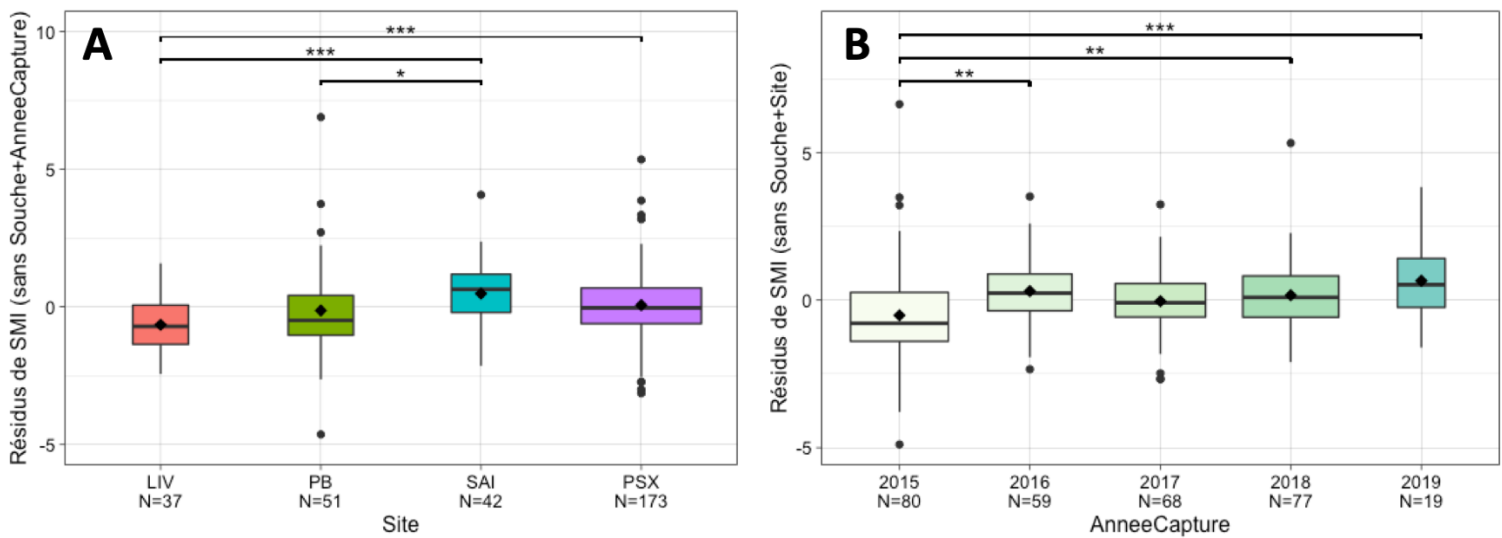 A
Résidus de SMI (sans Souche+AnneeCapture)
10
5
0
-5
***
***
*
LIV PB SAI PSX
N=37 N=51 N=42 N=173
Site
B
Résidus de SMI (sans Souche+Site)
5
0
-5
***
**
**
2015 2016 2017 2018 2019
N=80 N=59 N=68 N=77 N=19
AnneeCapture